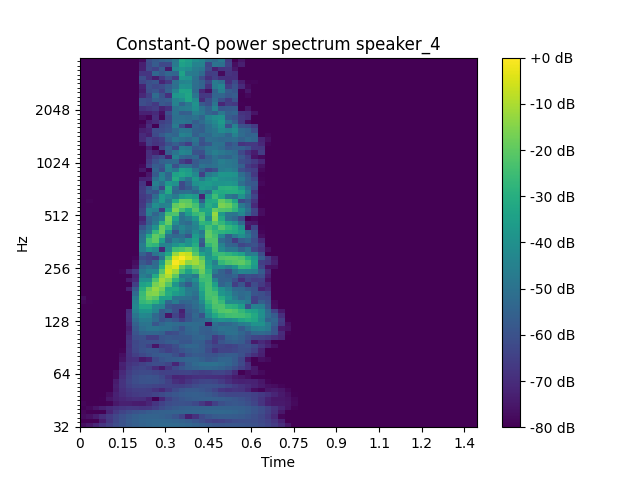 Constant-Q power spectrum speaker_4
+0 dB
-10 dB
-20 dB
-30 dB
-40 dB
-50 dB
-60 dB
-70 dB
-80 dB
Hz
2048
1024
512
256
128
64
32
0 0.15 0.3 0.45 0.6 0.75 0.9 1.1 1.2 1.4
Time